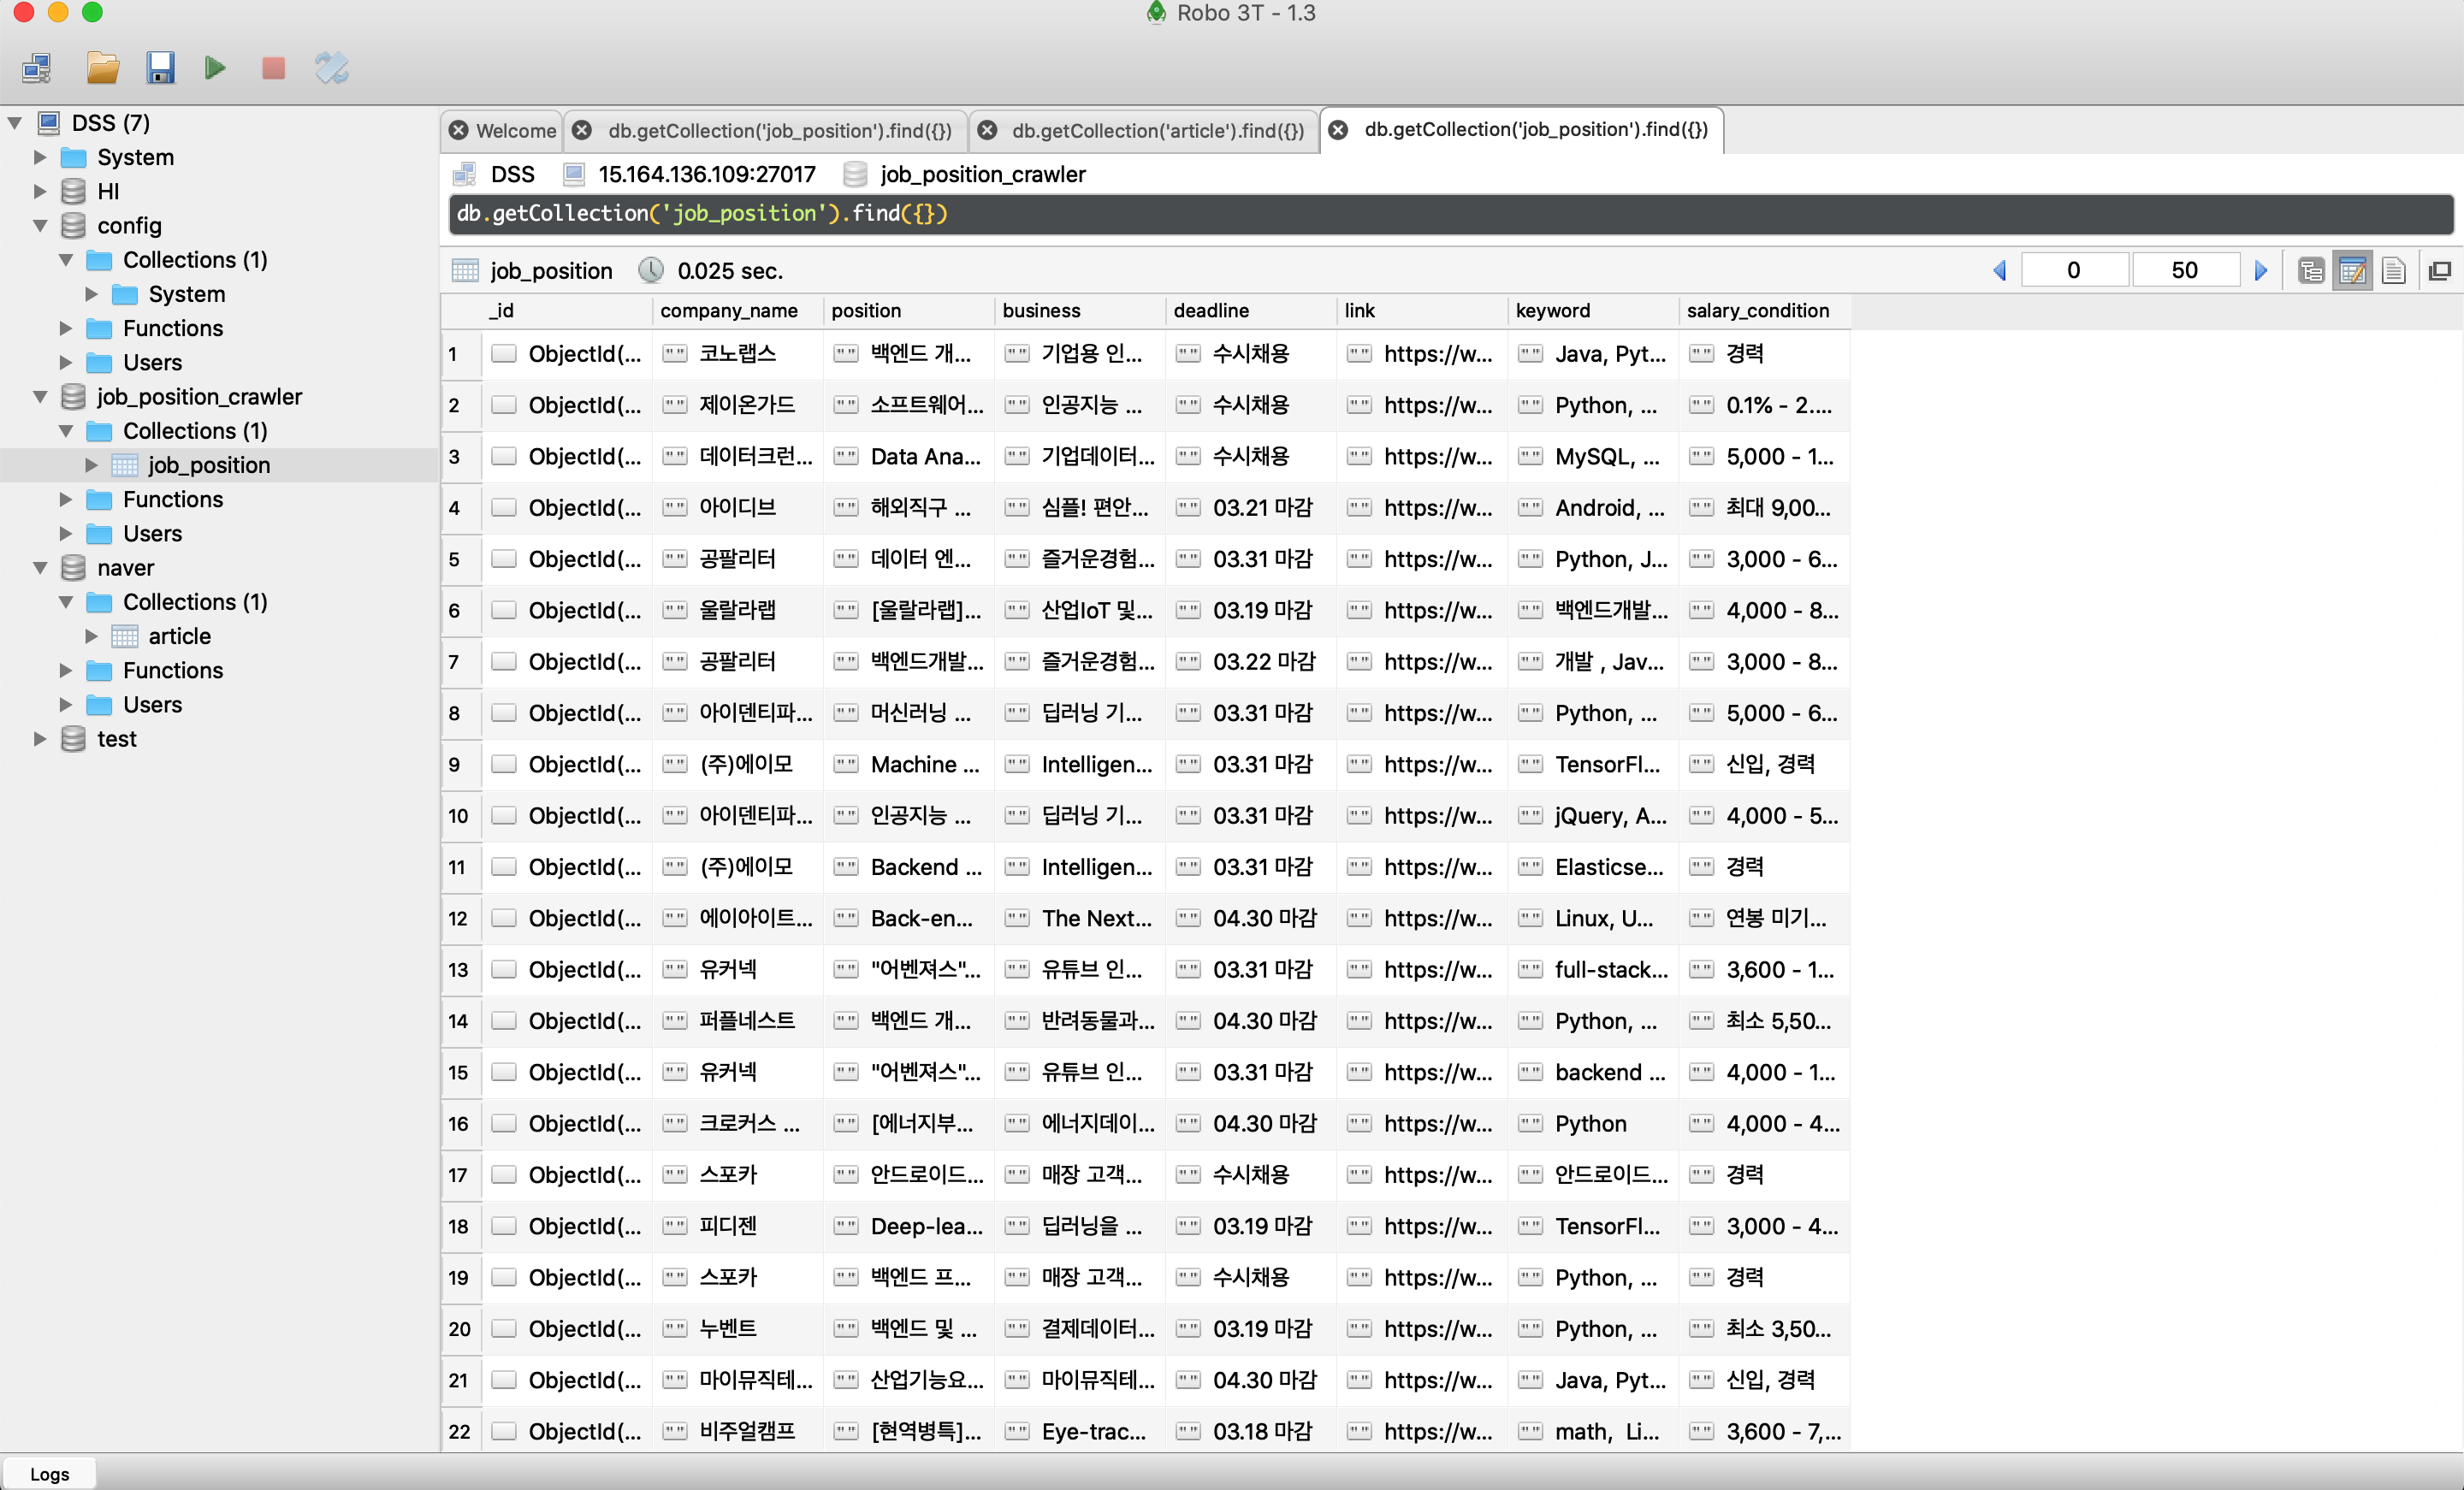 Robo 3T - 1.3
DSS (7)
System
HI
config
Collections (1)
System
Functions
Users
job_position_crawler
Collections (1)
job_position
Functions
Users
naver
Collections (1)
article
Functions
Users
test
Welcome db.getCollection('job_position').find({}) db.getCollection('article').find({}) db.getCollection('job_position').find({})
DSS 15.164.136.109:27017 job_position_crawler
db.getCollection('job_position').find({})
job_position 0.025 sec. 0 50
_id company_name position business deadline link keyword salary_condition
1 ObjectId(... 코노랩스 백엔드 개... 기업용 인... 수시채용 https://w... Java, Pyt... 경력
2 ObjectId(... 제이온가드 소프트웨어... 인공지능 ... 수시채용 https://w... Python, ... 0.1% - 2....
3 ObjectId(... 데이터크런... Data Ana... 기업데이터... 수시채용 https://w... MySQL, ... 5,000 - 1...
4 ObjectId(... 아이디브 해외직구 ... 심플! 편안... 03.21 마감 https://w... Android, ... 최대 9,00...
5 ObjectId(... 공팔리터 데이터 엔... 즐거운경험... 03.31 마감 https://w... Python, J... 3,000 - 6...
6 ObjectId(... 울랄라랩 [울랄라랩]... 산업IoT 및... 03.19 마감 https://w... 백엔드개발... 4,000 - 8...
7 ObjectId(... 공팔리터 백엔드개발... 즐거운경험... 03.22 마감 https://w... 개발 , Jav... 3,000 - 8...
8 ObjectId(... 아이덴티파... 머신러닝 ... 딥러닝 기... 03.31 마감 https://w... Python, ... 5,000 - 6...
9 ObjectId(... (주)에이모 Machine ... Intelligen... 03.31 마감 https://w... TensorFl... 신입, 경력
10 ObjectId(... 아이덴티파... 인공지능 ... 딥러닝 기... 03.31 마감 https://w... jQuery, A... 4,000 - 5...
11 ObjectId(... (주)에이모 Backend ... Intelligen... 03.31 마감 https://w... Elasticse... 경력
12 ObjectId(... 에이아이트... Back-en... The Next... 04.30 마감 https://w... Linux, U... 연봉 미기...
13 ObjectId(... 유커넥 "어벤져스"... 유튜브 인... 03.31 마감 https://w... full-stack... 3,600 - 1...
14 ObjectId(... 퍼플네스트 백엔드 개... 반려동물과... 04.30 마감 https://w... Python, ... 최소 5,50...
15 ObjectId(... 유커넥 "어벤져스"... 유튜브 인... 03.31 마감 https://w... backend ... 4,000 - 1...
16 ObjectId(... 크로커스 ... [에너지부... 에너지데이... 04.30 마감 https://w... Python 4,000 - 4...
17 ObjectId(... 스포카 안드로이드... 매장 고객... 수시채용 https://w... 안드로이드... 경력
18 ObjectId(... 피디젠 Deep-lea... 딥러닝을 ... 03.19 마감 https://w... TensorFl... 3,000 - 4...
19 ObjectId(... 스포카 백엔드 프... 매장 고객... 수시채용 https://w... Python, ... 경력
20 ObjectId(... 누벤트 백엔드 및 ... 결제데이터... 03.19 마감 https://w... Python, ... 최소 3,50...
21 ObjectId(... 마이뮤직테... 산업기능요... 마이뮤직테... 04.30 마감 https://w... Java, Pyt... 신입, 경력
22 ObjectId(... 비주얼캠프 [현역병특]... Eye-trac... 03.18 마감 https://w... math, Li... 3,600 - 7,...
Logs